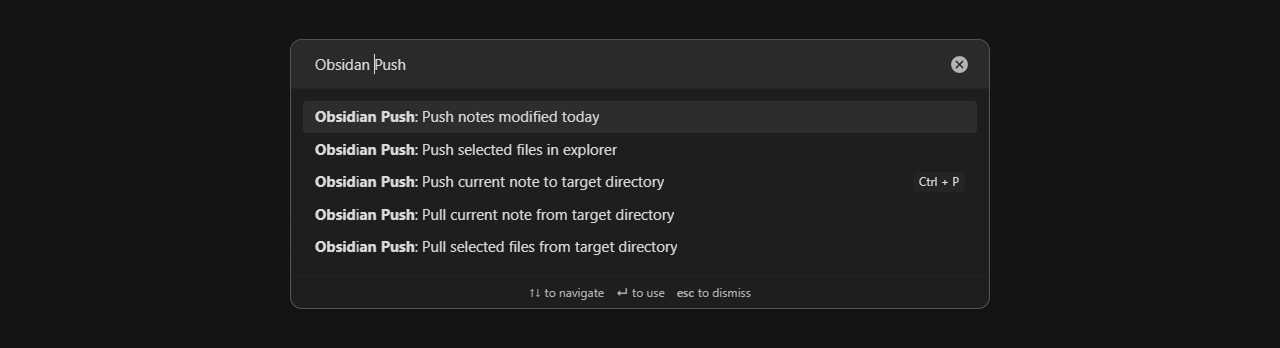 Obsidan Push
Obsidian Push: Push notes modified today
Obsidian Push: Push selected files in explorer
Obsidian Push: Push current note to target directory Ctrl + P
Obsidian Push: Pull current note from target directory
Obsidian Push: Pull selected files from target directory
↑↓ to navigate ↵ to use esc to dismiss